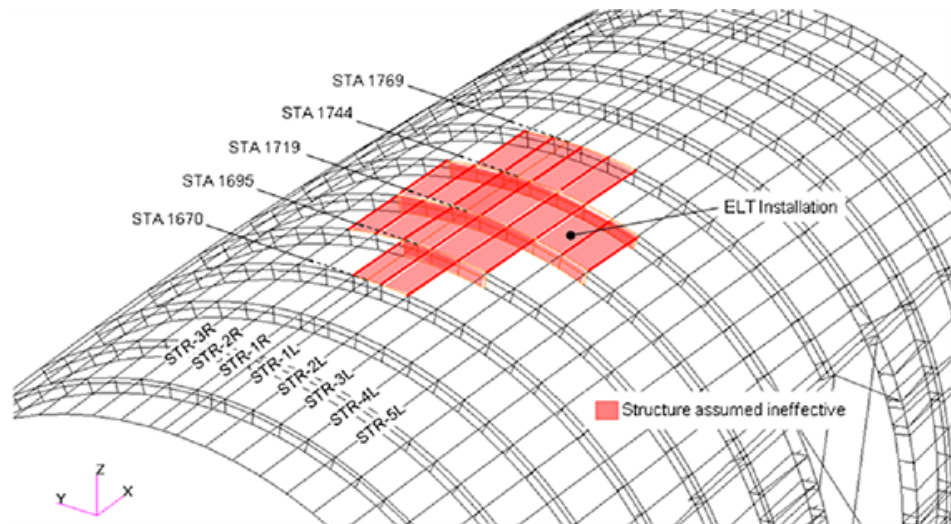 STA 1769
STA 1744
STA 1719
STA 1695
STA 1670
ELT Installation
STR-3R
STR-2R
STR-1R
STR-1L
STR-2L
STR-3L
STR-4L
STR-5L
Structure assumed ineffective
Z
Y
X